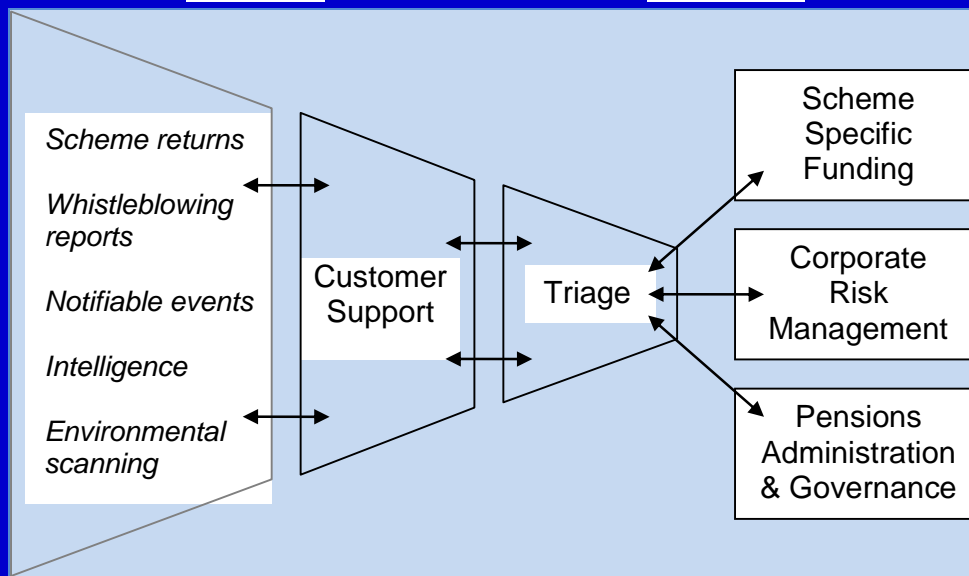 Scheme returns
Whistleblowing
reports
Notifiable events
Intelligence
Environmental
scanning
Customer
Support
Triage
Scheme
Specific
Funding
Corporate
Risk
Management
Pensions
Administration
& Governance